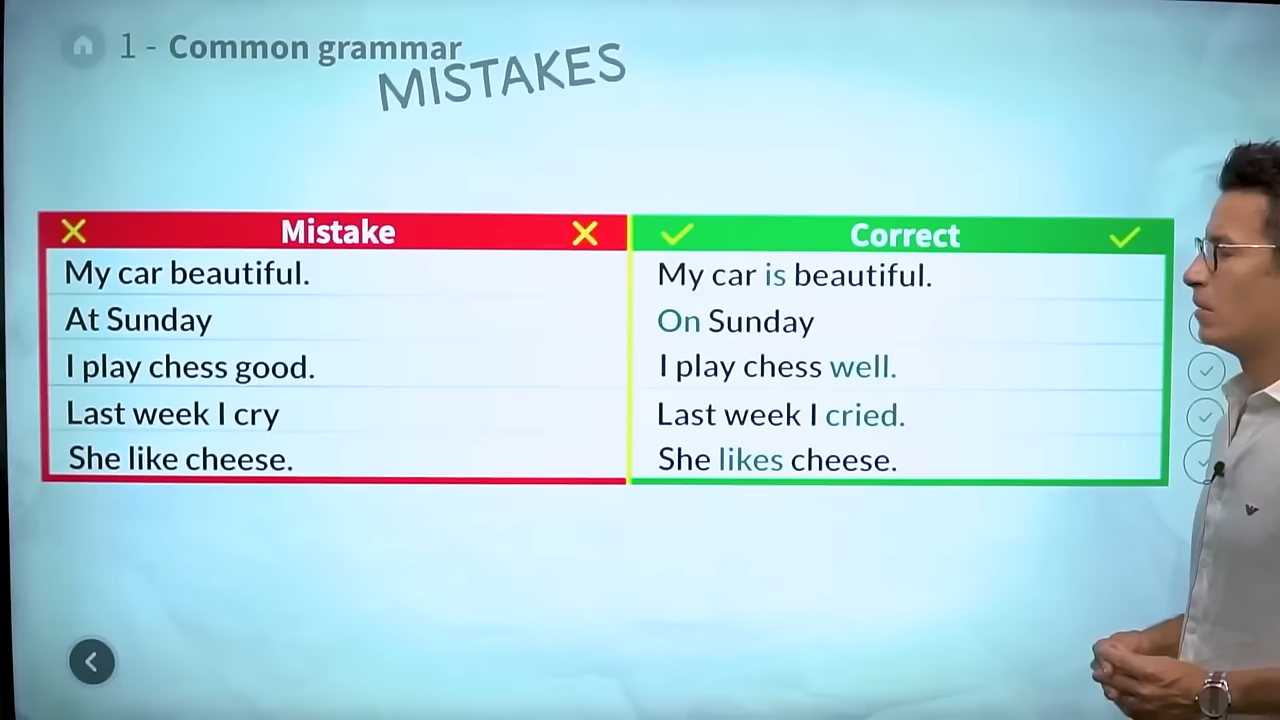 1 - Common grammar
MISTAKES
Mistake Correct
My car beautiful. My car is beautiful.
At Sunday On Sunday
I play chess good. I play chess well.
Last week I cry Last week I cried.
She like cheese. She likes cheese.